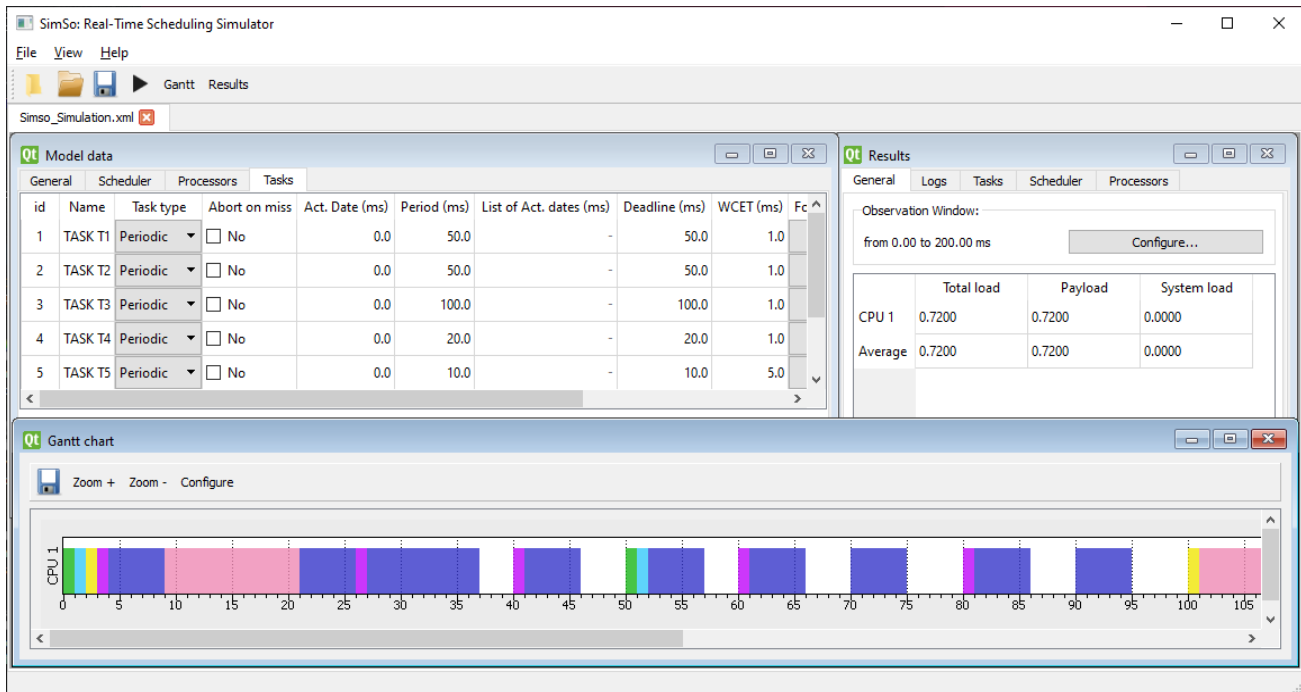 SimSo: Real-Time Scheduling Simulator
File View Help
Gantt Results
Simso_Simulation.xml
Qt Model data
General Scheduler Processors Tasks
id Name Task type Abort on miss Act. Date (ms) Period (ms) List of Act. dates (ms) Deadline (ms) WCET (ms)
1 TASK T1 Periodic No 0.0 50.0 - 50.0 1.0
2 TASK T2 Periodic No 0.0 50.0 - 50.0 1.0
3 TASK T3 Periodic No 0.0 100.0 - 100.0 1.0
4 TASK T4 Periodic No 0.0 20.0 - 20.0 1.0
5 TASK T5 Periodic No 0.0 10.0 - 10.0 5.0
Qt Results
General Logs Tasks Scheduler Processors
Observation Window:
from 0.00 to 200.00 ms Configure...
Total load Payload System load
CPU 1 0.7200 0.7200 0.0000
Average 0.7200 0.7200 0.0000
Qt Gantt chart
Zoom + Zoom - Configure
CPU 1
0 5 10 15 20 25 30 35 40 45 50 55 60 65 70 75 80 85 90 95 100 105